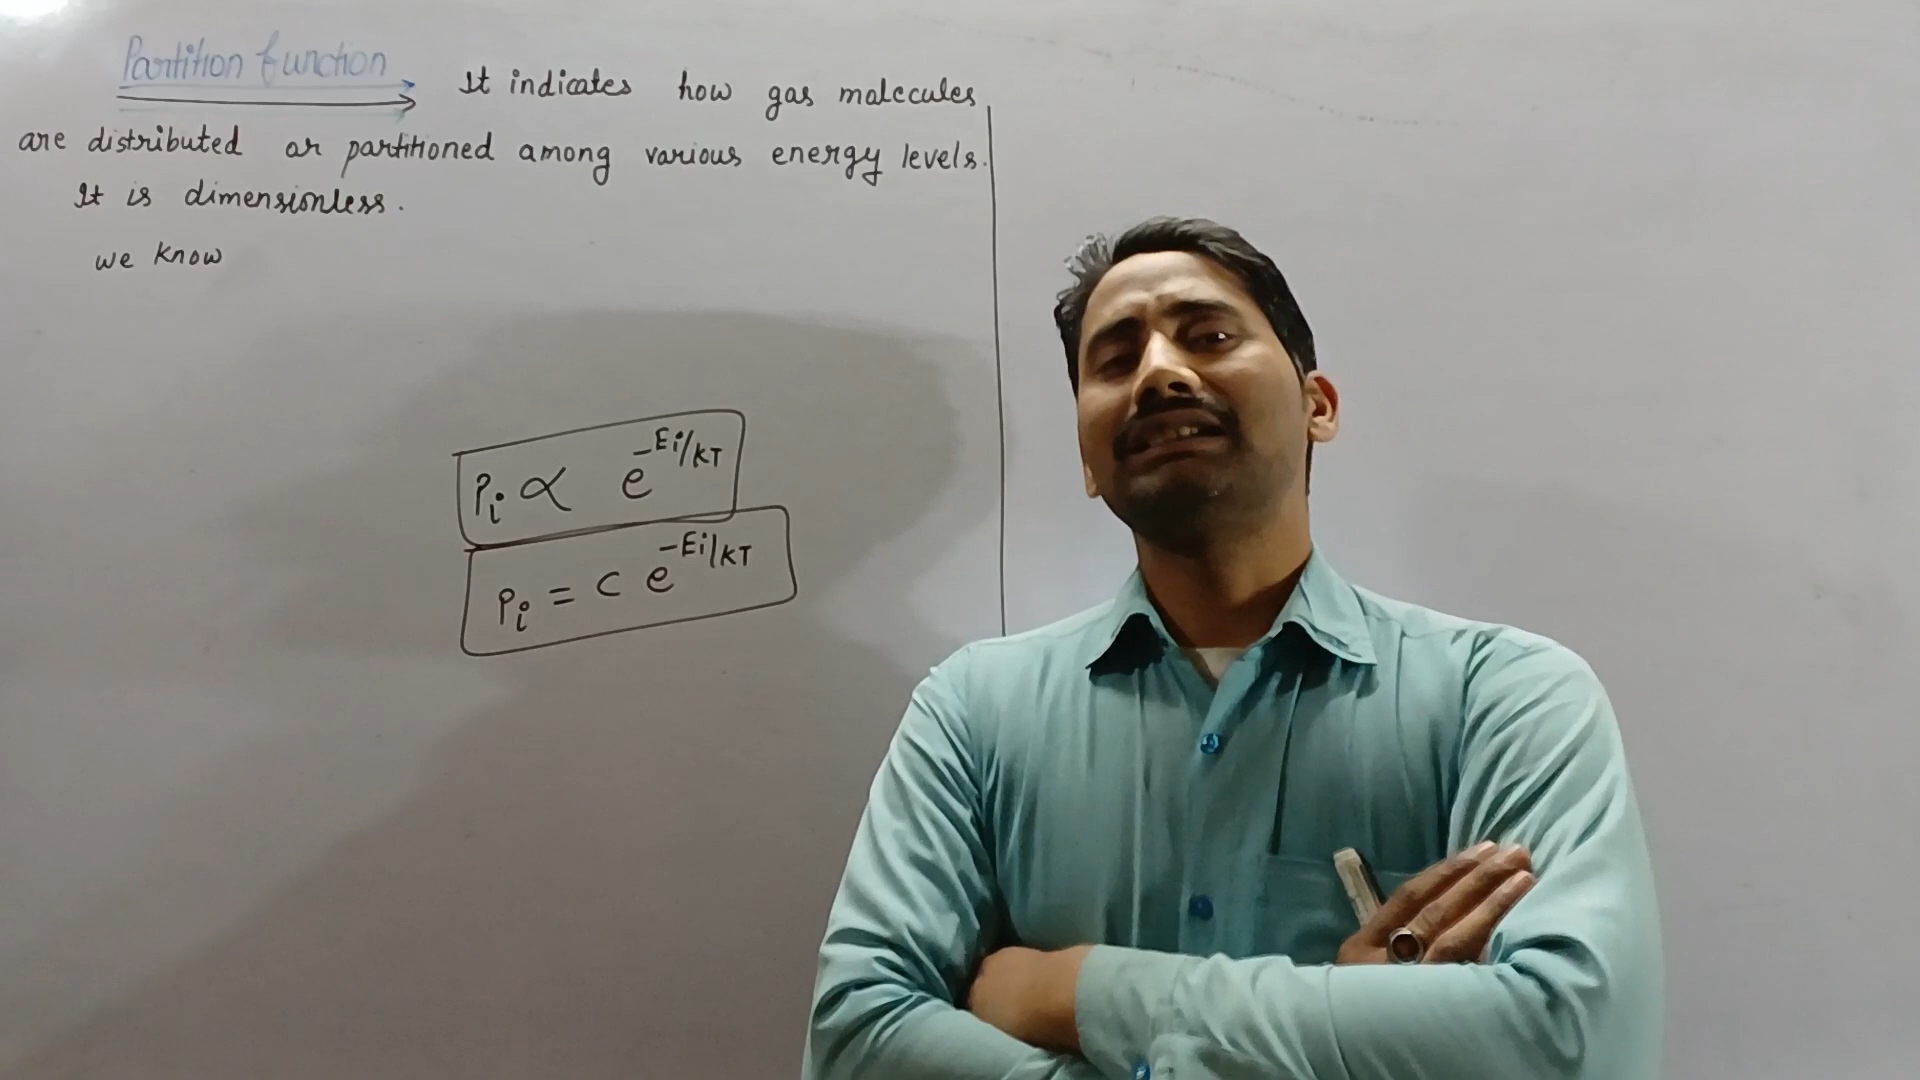 Partition function It indicates how gas molecules
are distributed or partitioned among various energy levels.
It is dimensionless.
we know
Pi ∝ e^-Ei/kT
Pi = c e^-Ei/kT